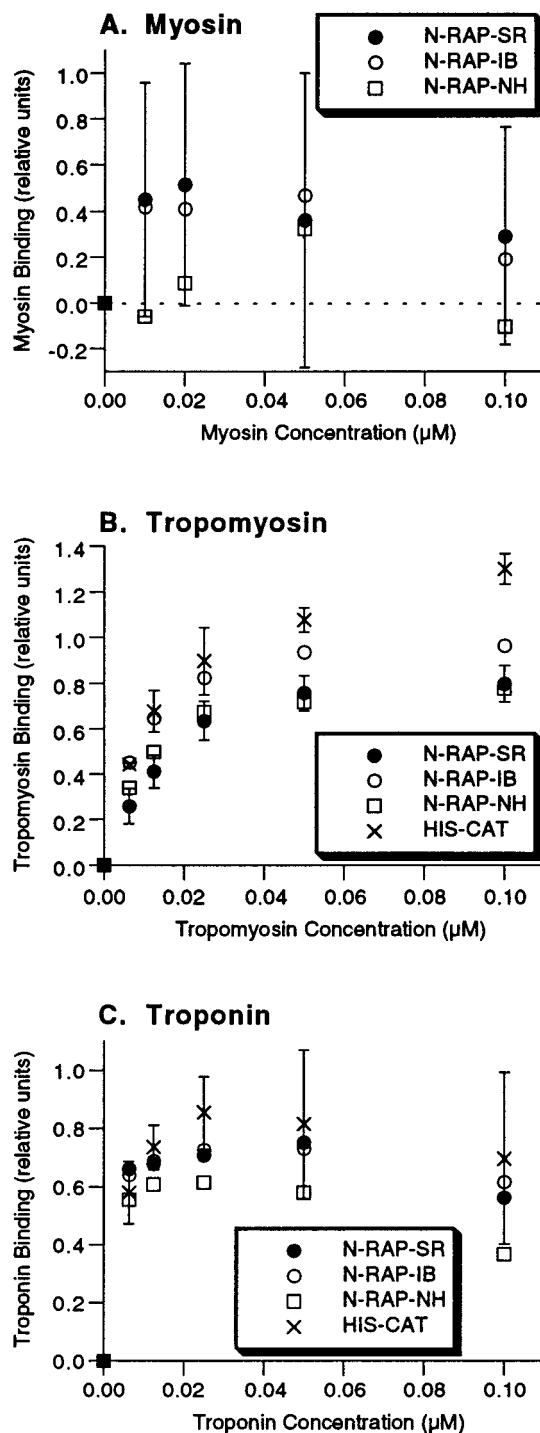 A. Myosin
N-RAP-SR
N-RAP-IB
N-RAP-NH
Myosin Binding (relative units)
1.0
0.8
0.6
0.4
0.2
0.0
-0.2
0.00 0.02 0.04 0.06 0.08 0.10
Myosin Concentration (µM)
B. Tropomyosin
Tropomyosin Binding (relative units)
1.4
1.2
1.0
0.8
0.6
0.4
0.2
0.0
N-RAP-SR
N-RAP-IB
N-RAP-NH
HIS-CAT
0.00 0.02 0.04 0.06 0.08 0.10
Tropomyosin Concentration (µM)
C. Troponin
Troponin Binding (relative units)
1.0
0.8
0.6
0.4
0.2
0.0
N-RAP-SR
N-RAP-IB
N-RAP-NH
HIS-CAT
0.00 0.02 0.04 0.06 0.08 0.10
Troponin Concentration (µM)